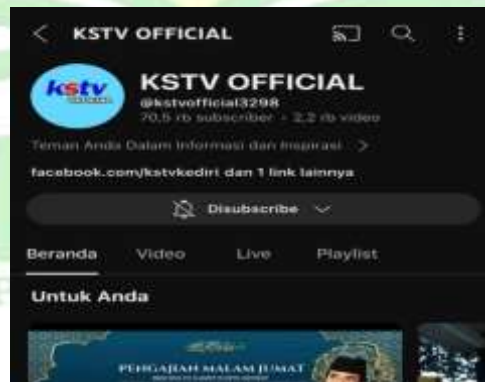 KSTV OFFICIAL
kstv
KSTV OFFICIAL
@kstvofficial3298
70,5 rb subscriber • 2,2 rb video
Teman Anda Dalam Informasi dan Inspirasi >
facebook.com/kstvkediri dan 1 link lainnya
Disubscribe
Beranda Video Live Playlist
Untuk Anda
PENGAJIAN MALAM JUMAT